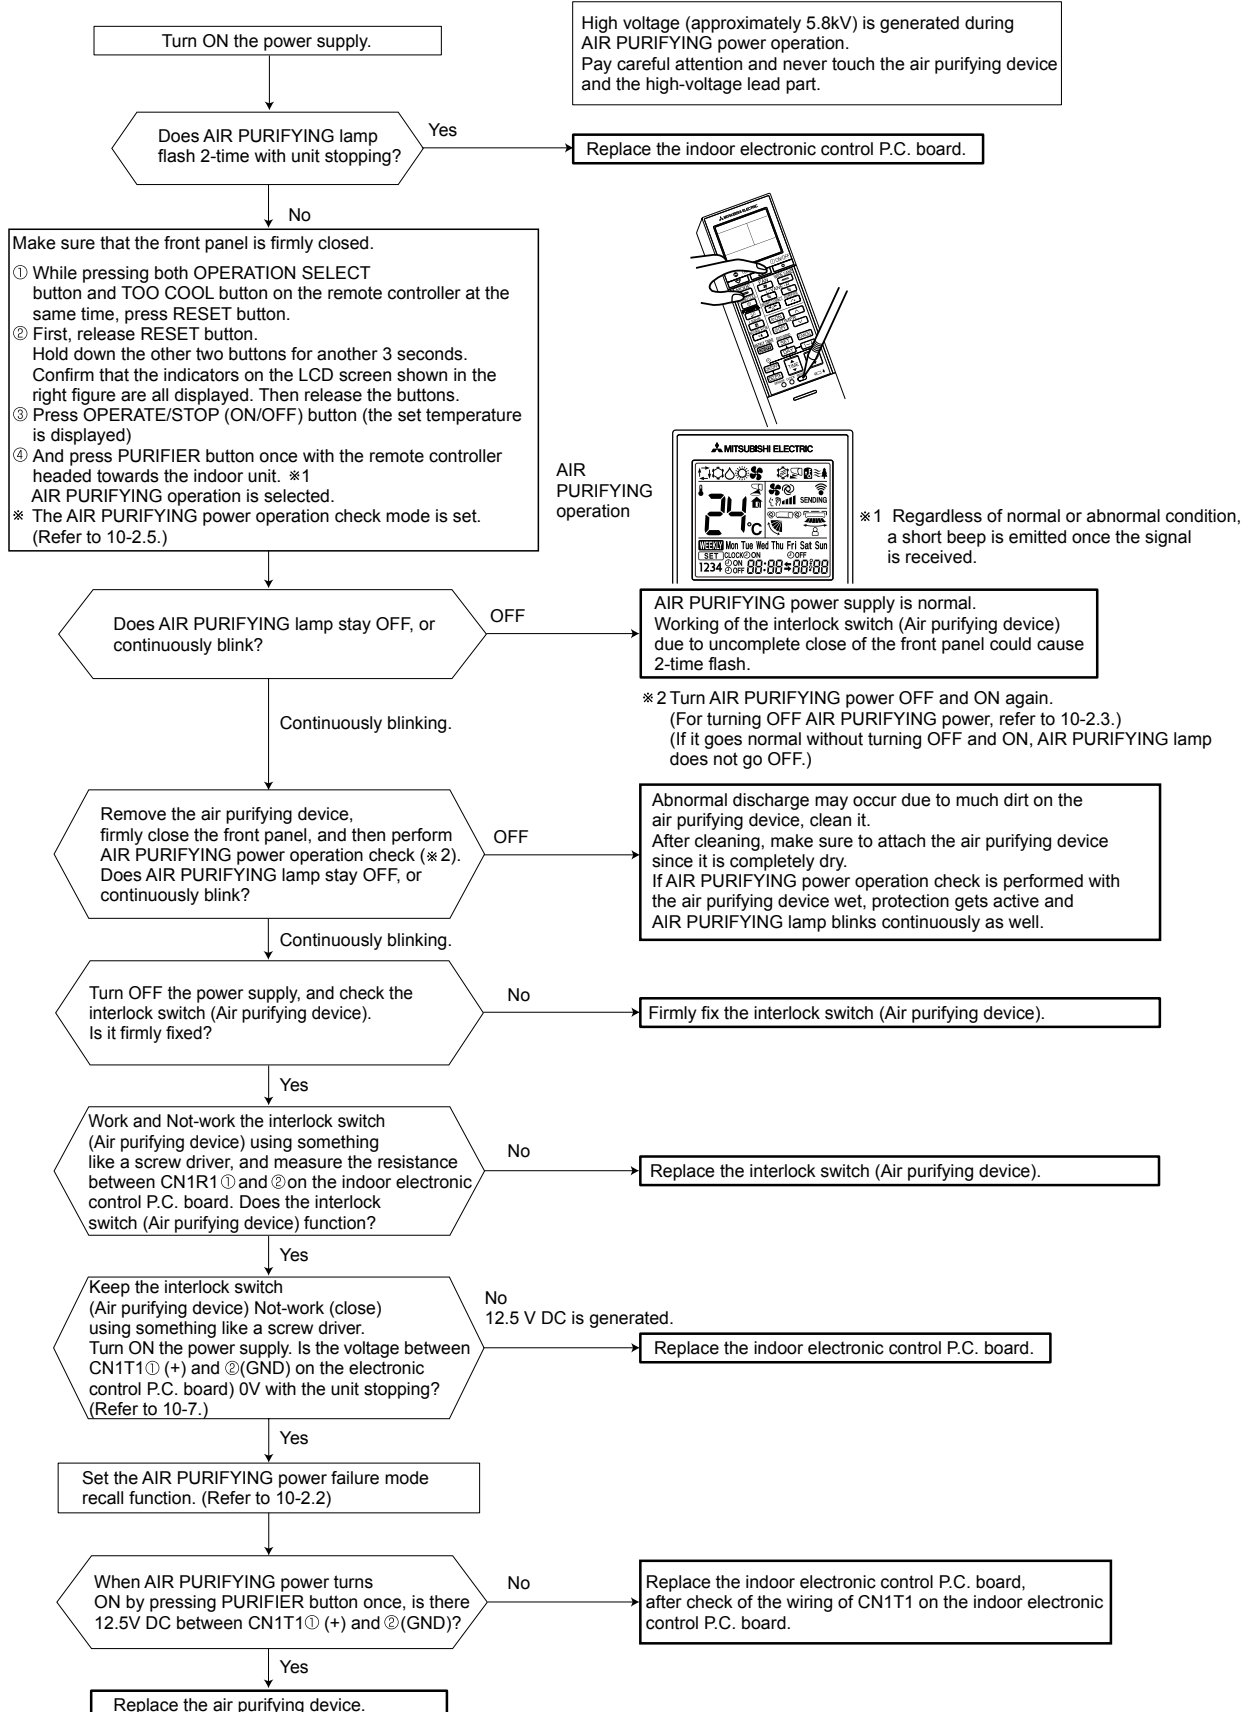 Turn ON the power supply.
High voltage (approximately 5.8kV) is generated during
AIR PURIFYING power operation.
Pay careful attention and never touch the air purifying device
and the high-voltage lead part.
Does AIR PURIFYING lamp
flash 2-time with unit stopping?
Yes
Replace the indoor electronic control P.C. board.
No
Make sure that the front panel is firmly closed.
① While pressing both OPERATION SELECT
button and TOO COOL button on the remote controller at the
same time, press RESET button.
② First, release RESET button.
Hold down the other two buttons for another 3 seconds.
Confirm that the indicators on the LCD screen shown in the
right figure are all displayed. Then release the buttons.
③ Press OPERATE/STOP (ON/OFF) button (the set temperature
is displayed)
④ And press PURIFIER button once with the remote controller
headed towards the indoor unit. ※1
AIR PURIFYING operation is selected.
※ The AIR PURIFYING power operation check mode is set.
(Refer to 10-2.5.)
AIR
PURIFYING
operation
MITSUBISHI ELECTRIC
24°C
SENDING
WEEKLY Mon Tue Wed Thu Fri Sat Sun
SET CLOCK ON OFF
1234 ON OFF 88:88 88:88
※1 Regardless of normal or abnormal condition,
a short beep is emitted once the signal
is received.
Does AIR PURIFYING lamp stay OFF, or
continuously blink?
OFF
AIR PURIFYING power supply is normal.
Working of the interlock switch (Air purifying device)
due to uncomplete close of the front panel could cause
2-time flash.
※2 Turn AIR PURIFYING power OFF and ON again.
(For turning OFF AIR PURIFYING power, refer to 10-2.3.)
(If it goes normal without turning OFF and ON, AIR PURIFYING lamp
does not go OFF.)
Continuously blinking.
Remove the air purifying device,
firmly close the front panel, and then perform
AIR PURIFYING power operation check (※2).
Does AIR PURIFYING lamp stay OFF, or
continuously blink?
OFF
Abnormal discharge may occur due to much dirt on the
air purifying device, clean it.
After cleaning, make sure to attach the air purifying device
since it is completely dry.
If AIR PURIFYING power operation check is performed with
the air purifying device wet, protection gets active and
AIR PURIFYING lamp blinks continuously as well.
Continuously blinking.
Turn OFF the power supply, and check the
interlock switch (Air purifying device).
Is it firmly fixed?
No
Firmly fix the interlock switch (Air purifying device).
Yes
Work and Not-work the interlock switch
(Air purifying device) using something
like a screw driver, and measure the resistance
between CN1R1 ① and ② on the indoor electronic
control P.C. board. Does the interlock
switch (Air purifying device) function?
No
Replace the interlock switch (Air purifying device).
Yes
Keep the interlock switch
(Air purifying device) Not-work (close)
using something like a screw driver.
Turn ON the power supply. Is the voltage between
CN1T1① (+) and ②(GND) on the electronic
control P.C. board) 0V with the unit stopping?
(Refer to 10-7.)
No
12.5 V DC is generated.
Replace the indoor electronic control P.C. board.
Yes
Set the AIR PURIFYING power failure mode
recall function. (Refer to 10-2.2)
When AIR PURIFYING power turns
ON by pressing PURIFIER button once, is there
12.5V DC between CN1T1① (+) and ②(GND)?
No
Replace the indoor electronic control P.C. board,
after check of the wiring of CN1T1 on the indoor electronic
control P.C. board.
Yes
Replace the air purifying device.